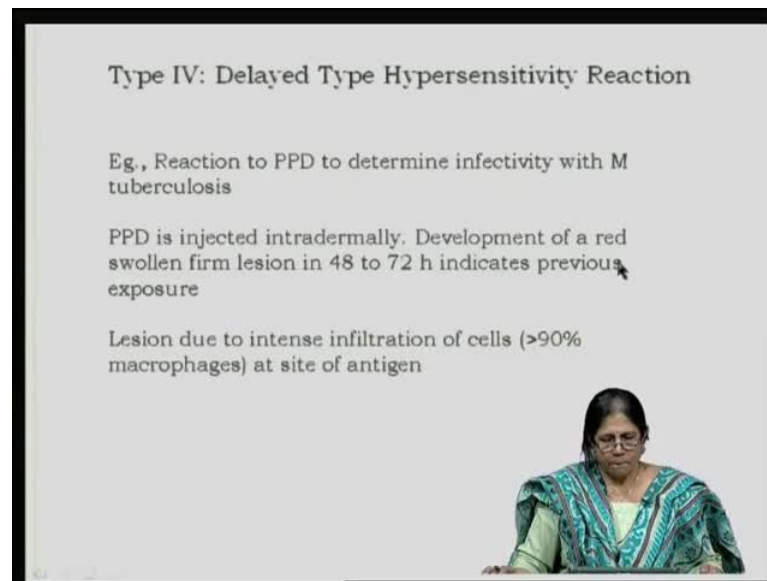 Type IV: Delayed Type Hypersensitivity Reaction
Eg., Reaction to PPD to determine infectivity with M
tuberculosis
PPD is injected intradermally. Development of a red
swollen firm lesion in 48 to 72 h indicates previous
exposure
Lesion due to intense infiltration of cells (>90%
macrophages) at site of antigen